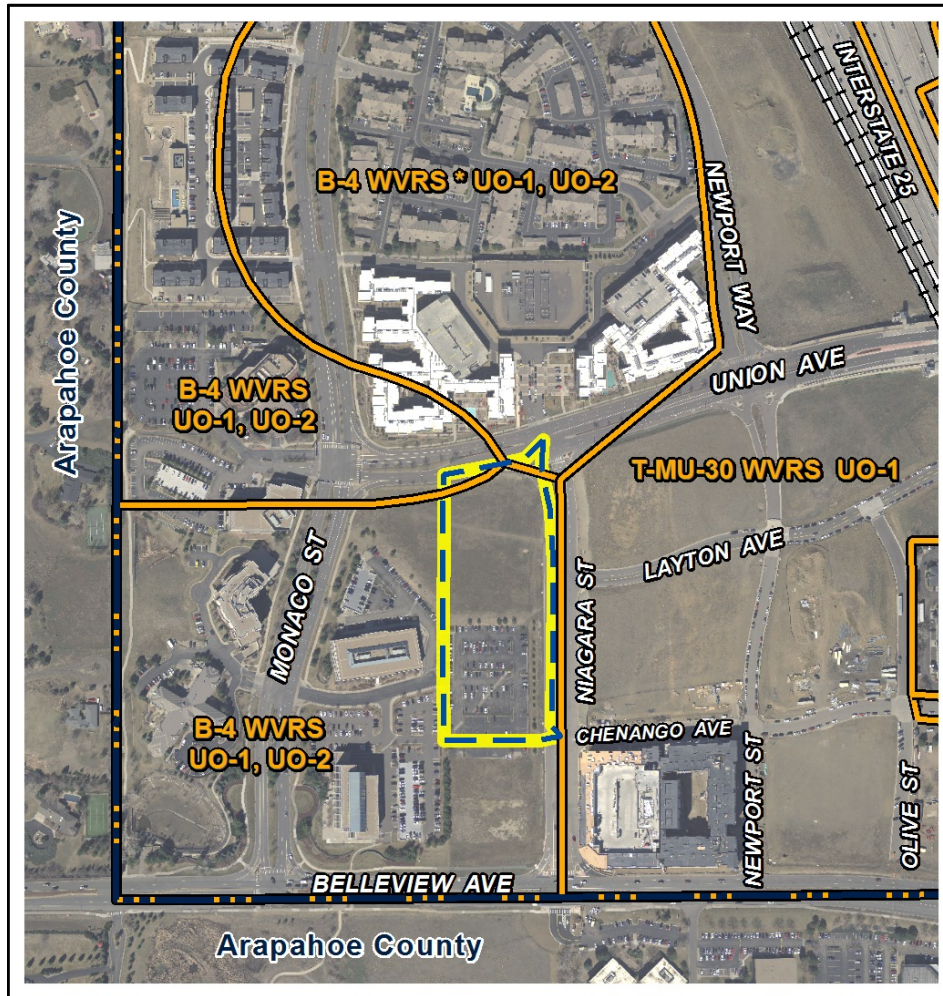 INTERSTATE 25
B-4 WVRS * UO-1, UO-2
NEWPORT WAY
Arapahoe County
UNION AVE
B-4 WVRS
UO-1, UO-2
T-MU-30 WVRS UO-1
LAYTON AVE
MONACO ST
NIAGARA ST
B-4 WVRS
UO-1, UO-2
CHENANGO AVE
NEWPORT ST
OLIVE ST
BELLEVIEW AVE
Arapahoe County